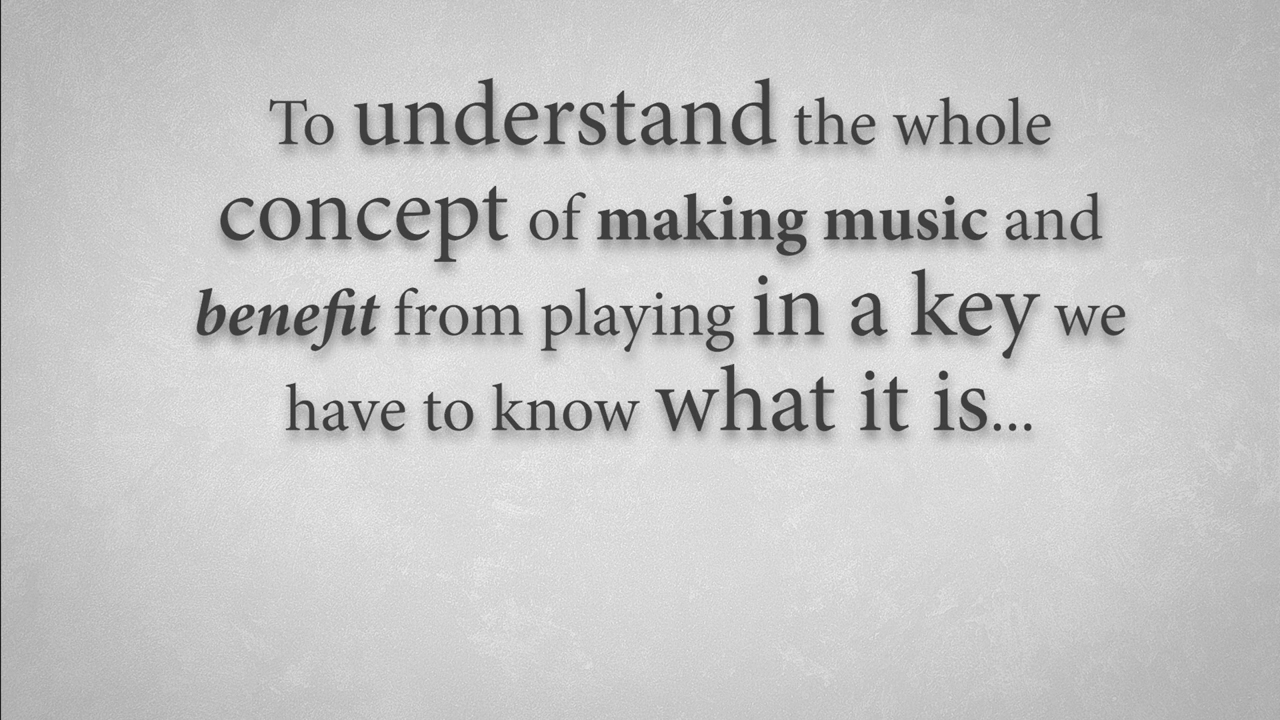 To understand the whole
concept of making music and
benefit from playing in a key we
have to know what it is...